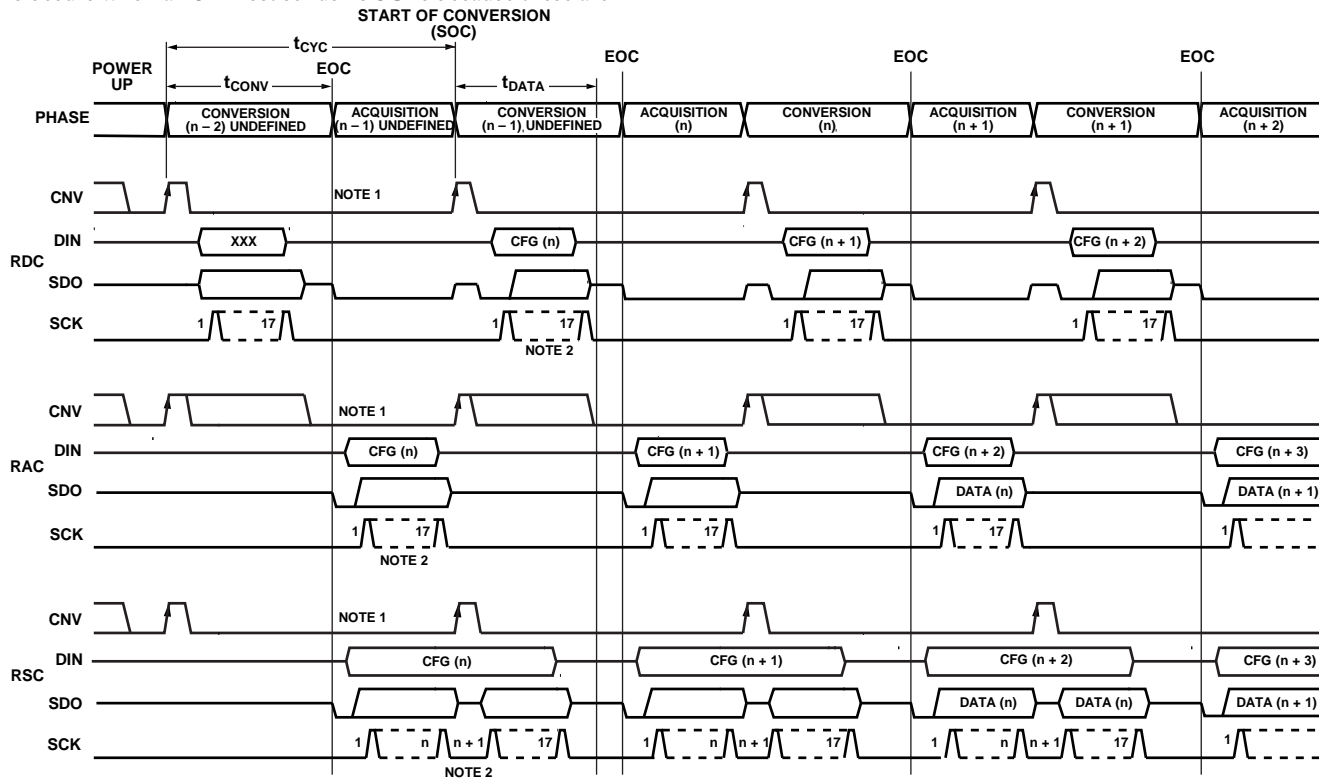 START OF CONVERSION
(SOC)
tCYC
POWER
UP
tCONV
EOC
tDATA
EOC
EOC
EOC
PHASE
CONVERSION
(n – 2) UNDEFINED
ACQUISITION
(n – 1) UNDEFINED
CONVERSION
(n – 1) UNDEFINED
ACQUISITION
(n)
CONVERSION
(n)
ACQUISITION
(n + 1)
CONVERSION
(n + 1)
ACQUISITION
(n + 2)
CNV
NOTE 1
RDC
DIN
XXX
CFG (n)
CFG (n + 1)
CFG (n + 2)
SDO
SCK
1 17
1 17
1 17
1 17
NOTE 2
CNV
NOTE 1
RAC
DIN
CFG (n)
CFG (n + 1)
CFG (n + 2)
CFG (n + 3)
SDO
DATA (n)
DATA (n + 1)
SCK
1 17
1 17
1 17
1
NOTE 2
CNV
NOTE 1
RSC
DIN
CFG (n)
CFG (n + 1)
CFG (n + 2)
CFG (n + 3)
SDO
DATA (n)
DATA (n)
DATA (n + 1)
SCK
1 n n + 1 17
1 n n + 1 17
1 n n + 1 17
1
NOTE 2